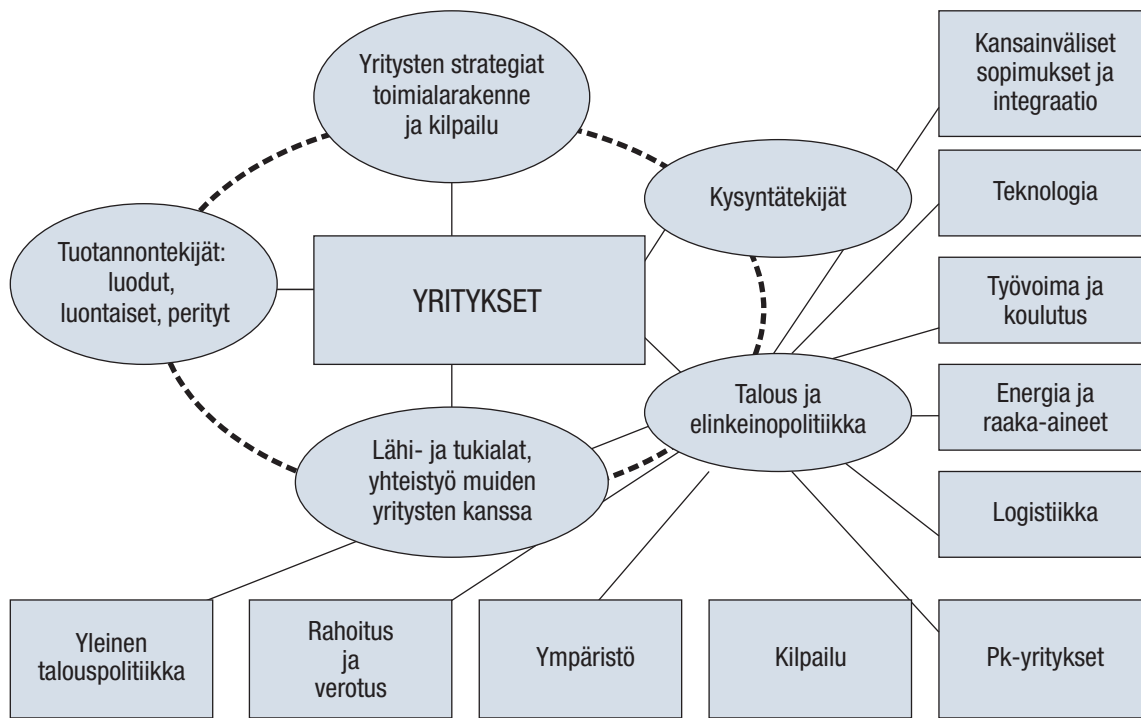 Yritysten strategiat
toimialarakenne
ja kilpailu
Kansainväliset
sopimukset ja
integraatio
Kysyntätekijät
Teknologia
Tuotannontekijät:
luodut,
luontaiset, perityt
YRITYKSET
Työvoima ja
koulutus
Talous ja
elinkeinopolitiikka
Energia ja
raaka-aineet
Lähi- ja tukialat,
yhteistyö muiden
yritysten kanssa
Logistiikka
Yleinen
talouspolitiikka
Rahoitus
ja
verotus
Ympäristö
Kilpailu
Pk-yritykset